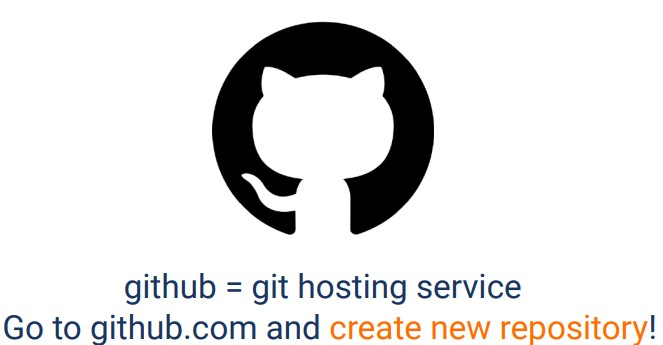 github = git hosting service
Go to github.com and create new repository!